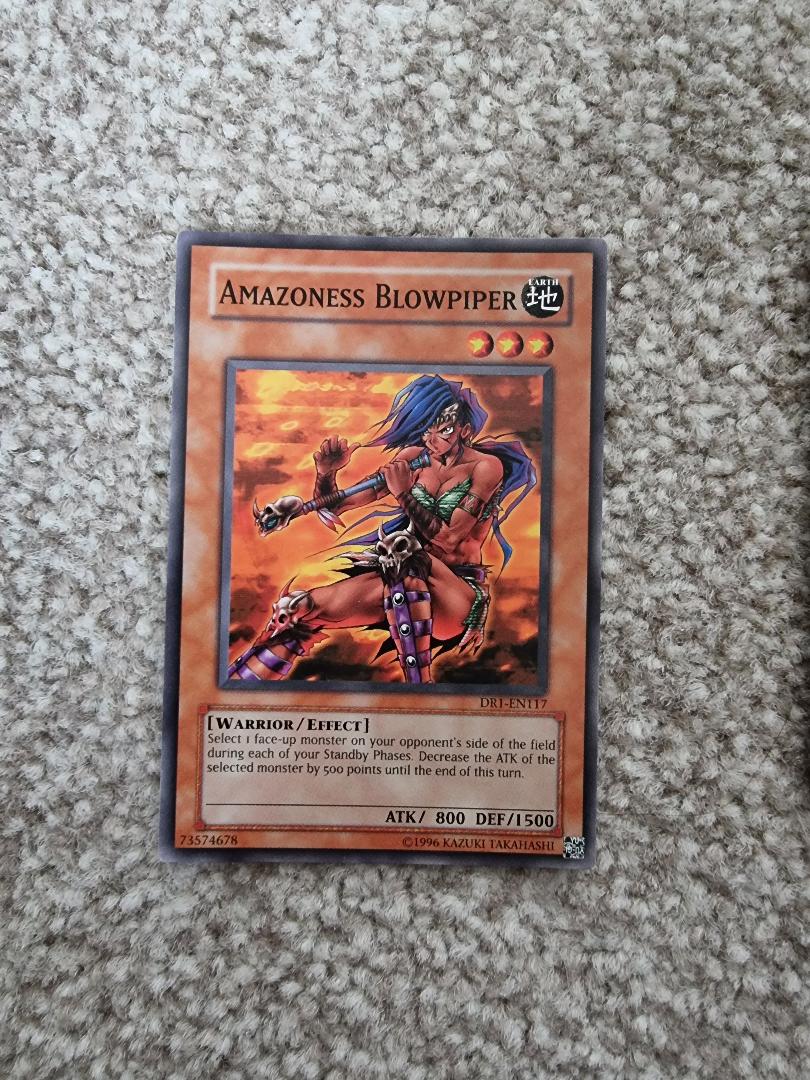 AMAZONESS BLOWPIPER
EARTH
地
DR1-EN117
[WARRIOR/EFFECT]
Select 1 face-up monster on your opponent's side of the field
during each of your Standby Phases. Decrease the ATK of the
selected monster by 500 points until the end of this turn.
ATK/ 800 DEF/1500
73574678
©1996 KAZUKI TAKAHASHI